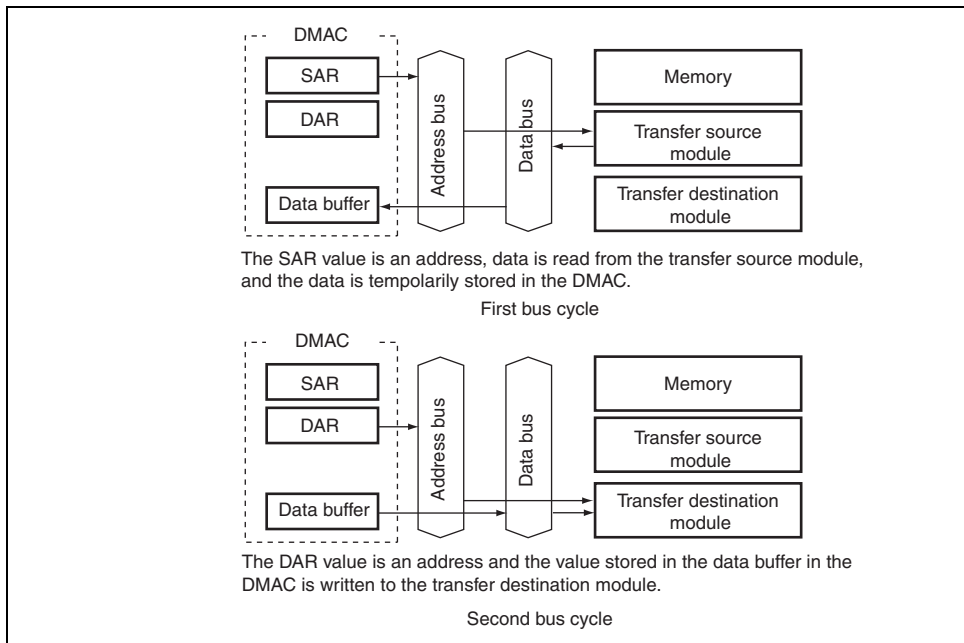 DMAC
SAR
DAR
Data buffer
Address bus
Data bus
Memory
Transfer source
module
Transfer destination
module
The SAR value is an address, data is read from the transfer source module,
and the data is tempolarily stored in the DMAC.
First bus cycle
DMAC
SAR
DAR
Data buffer
Address bus
Data bus
Memory
Transfer source
module
Transfer destination
module
The DAR value is an address and the value stored in the data buffer in the
DMAC is written to the transfer destination module.
Second bus cycle